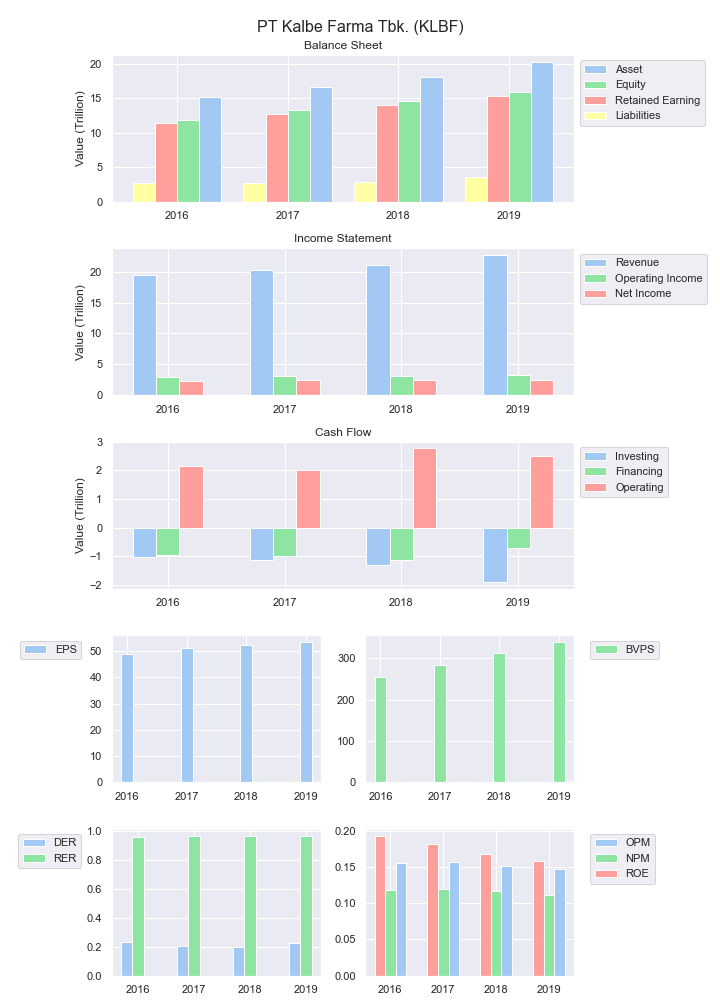 PT Kalbe Farma Tbk. (KLBF)
Balance Sheet
Value (Trillion)
20
15
10
5
0
2016 2017 2018 2019
Asset
Equity
Retained Earning
Liabilities
Income Statement
Value (Trillion)
20
15
10
5
0
2016 2017 2018 2019
Revenue
Operating Income
Net Income
Cash Flow
Value (Trillion)
3
2
1
0
−1
−2
2016 2017 2018 2019
Investing
Financing
Operating
EPS
50
40
30
20
10
0
2016 2017 2018 2019
300
200
100
0
2016 2017 2018 2019
BVPS
DER
RER
1.0
0.8
0.6
0.4
0.2
0.0
2016 2017 2018 2019
0.20
0.15
0.10
0.05
0.00
2016 2017 2018 2019
OPM
NPM
ROE